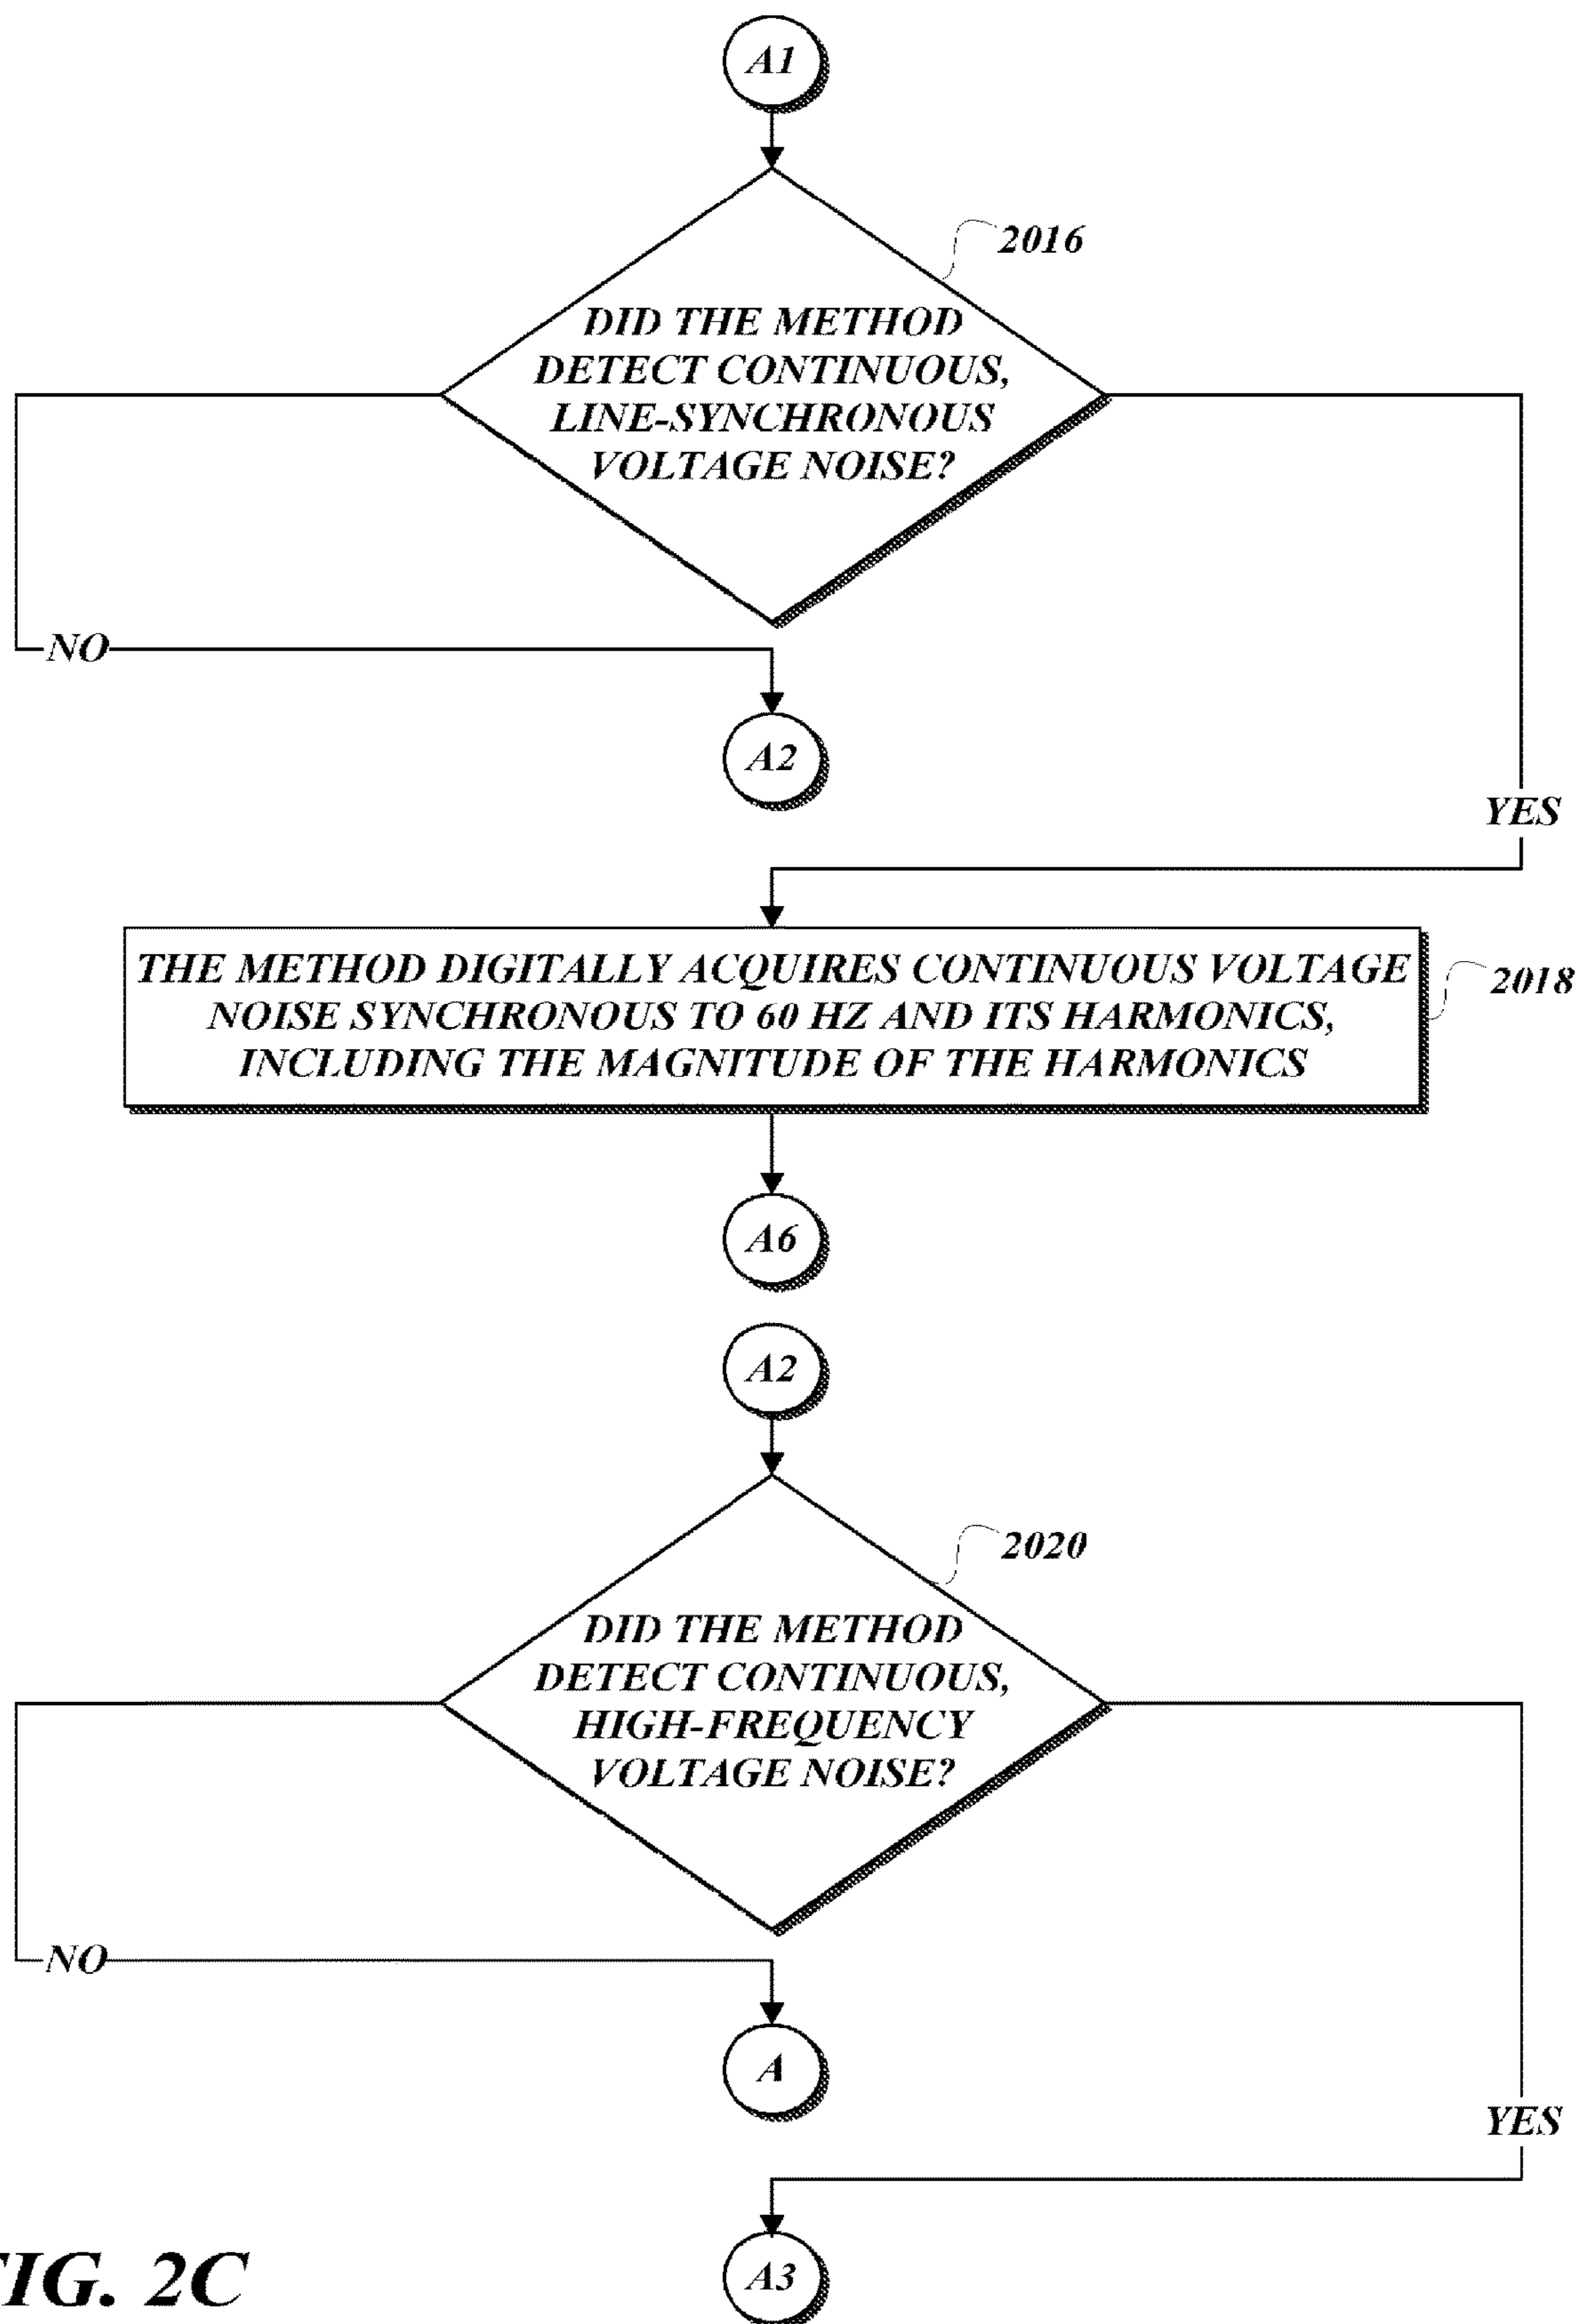 A1
2016
DID THE METHOD
DETECT CONTINUOUS,
LINE-SYNCHRONOUS
VOLTAGE NOISE?
NO
A2
YES
THE METHOD DIGITALLY ACQUIRES CONTINUOUS VOLTAGE
NOISE SYNCHRONOUS TO 60 HZ AND ITS HARMONICS,
INCLUDING THE MAGNITUDE OF THE HARMONICS
2018
A6
A2
2020
DID THE METHOD
DETECT CONTINUOUS,
HIGH-FREQUENCY
VOLTAGE NOISE?
NO
A
YES
A3
FIG. 2C